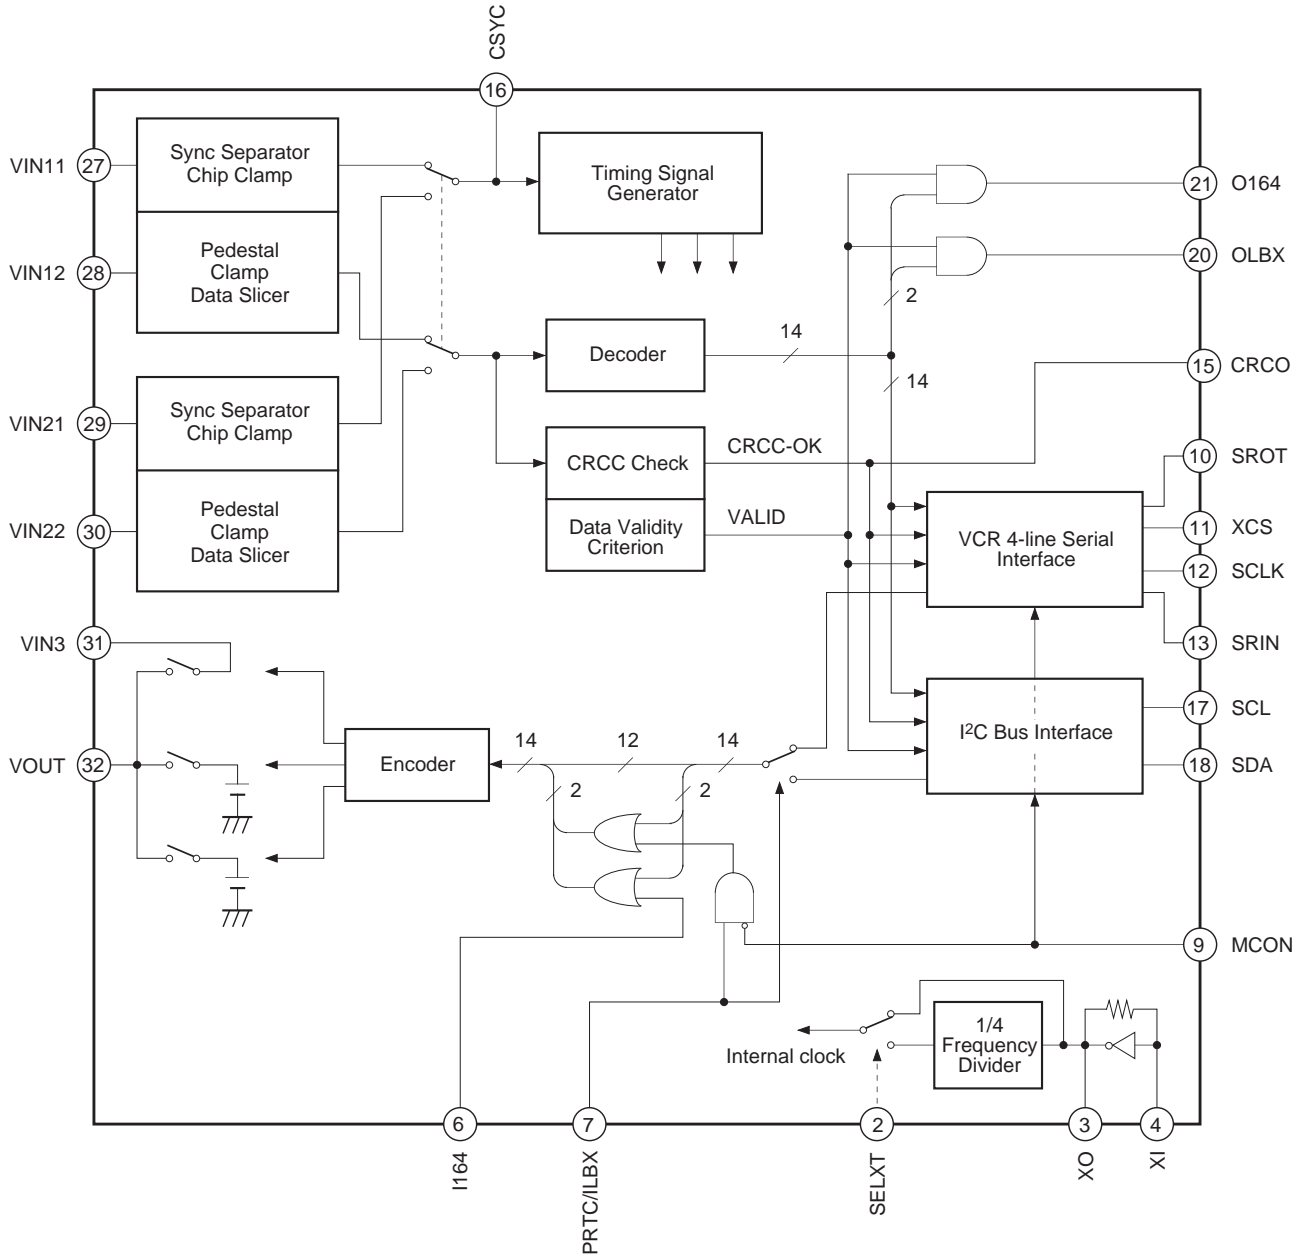 CSYC
16
VIN11
27
Sync Separator
Chip Clamp
Timing Signal
Generator
21
O164
VIN12
28
Pedestal
Clamp
Data Slicer
20
OLBX
2
14
Decoder
14
15
CRCO
VIN21
29
Sync Separator
Chip Clamp
CRCC Check
CRCC-OK
10
SROT
VIN22
30
Pedestal
Clamp
Data Slicer
Data Validity
Criterion
VALID
VCR 4-line Serial
Interface
11
XCS
12
SCLK
VIN3
31
13
SRIN
I2C Bus Interface
17
SCL
18
SDA
VOUT
32
Encoder
14
12
14
2
2
9
MCON
Internal clock
1/4
Frequency
Divider
6
I164
7
PRTC/ILBX
2
SELXT
3
XO
4
XI